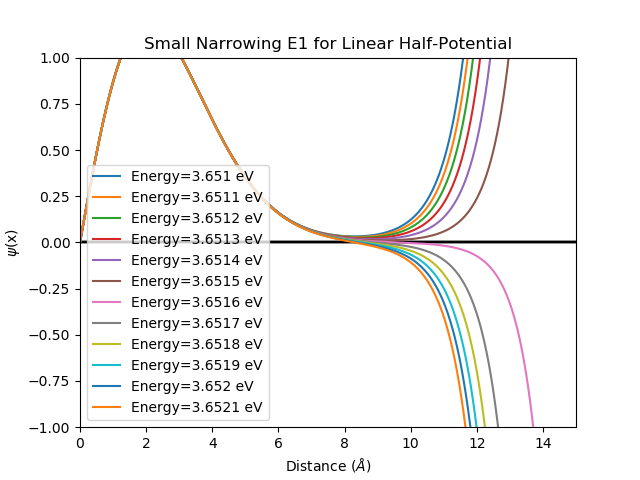 Small Narrowing E1 for Linear Half-Potential
1.00
0.75
0.50
0.25
0.00
−0.25
−0.50
−0.75
−1.00
ψ(x)
Energy=3.651 eV
Energy=3.6511 eV
Energy=3.6512 eV
Energy=3.6513 eV
Energy=3.6514 eV
Energy=3.6515 eV
Energy=3.6516 eV
Energy=3.6517 eV
Energy=3.6518 eV
Energy=3.6519 eV
Energy=3.652 eV
Energy=3.6521 eV
0 2 4 6 8 10 12 14
Distance (Å)